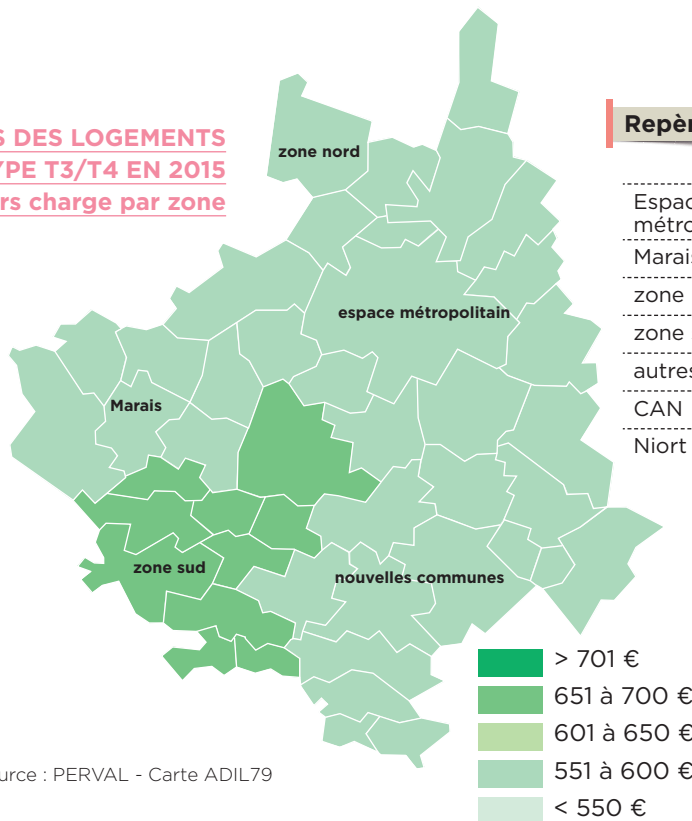 S DES LOGEMENTS
YPE T3/T4 EN 2015
rs charge par zone
zone nord
espace métropolitain
Marais
zone sud
nouvelles communes
Repèr
Espac
métro
Marais
zone
zone
autres
CAN
Niort
> 701 €
651 à 700 €
601 à 650 €
551 à 600 €
< 550 €
urce : PERVAL - Carte ADIL79